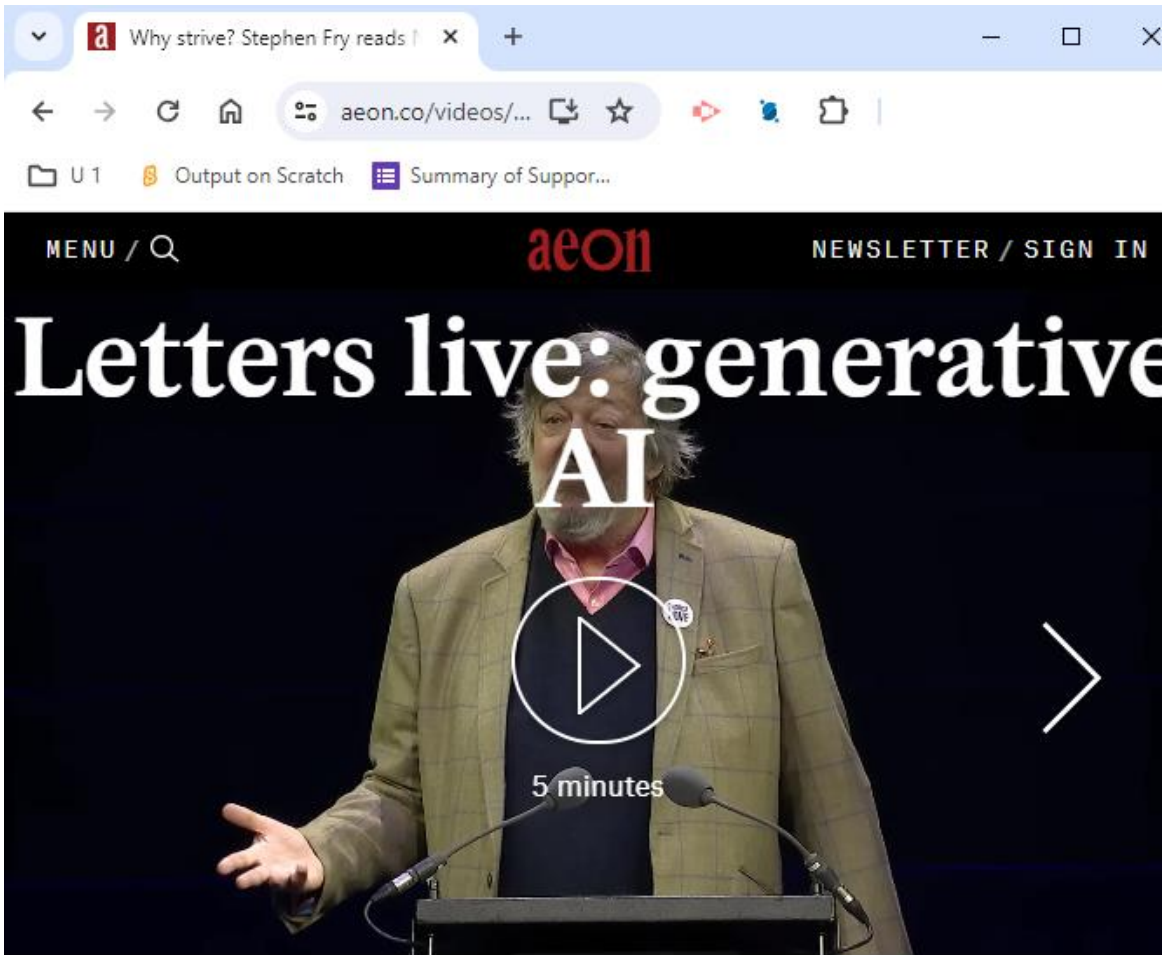 Why strive? Stephen Fry reads
aeon.co/videos/...
U 1
Output on Scratch
Summary of Suppor...
MENU /
aeon
NEWSLETTER / SIGN IN
Letters live: generative
AI
5 minutes